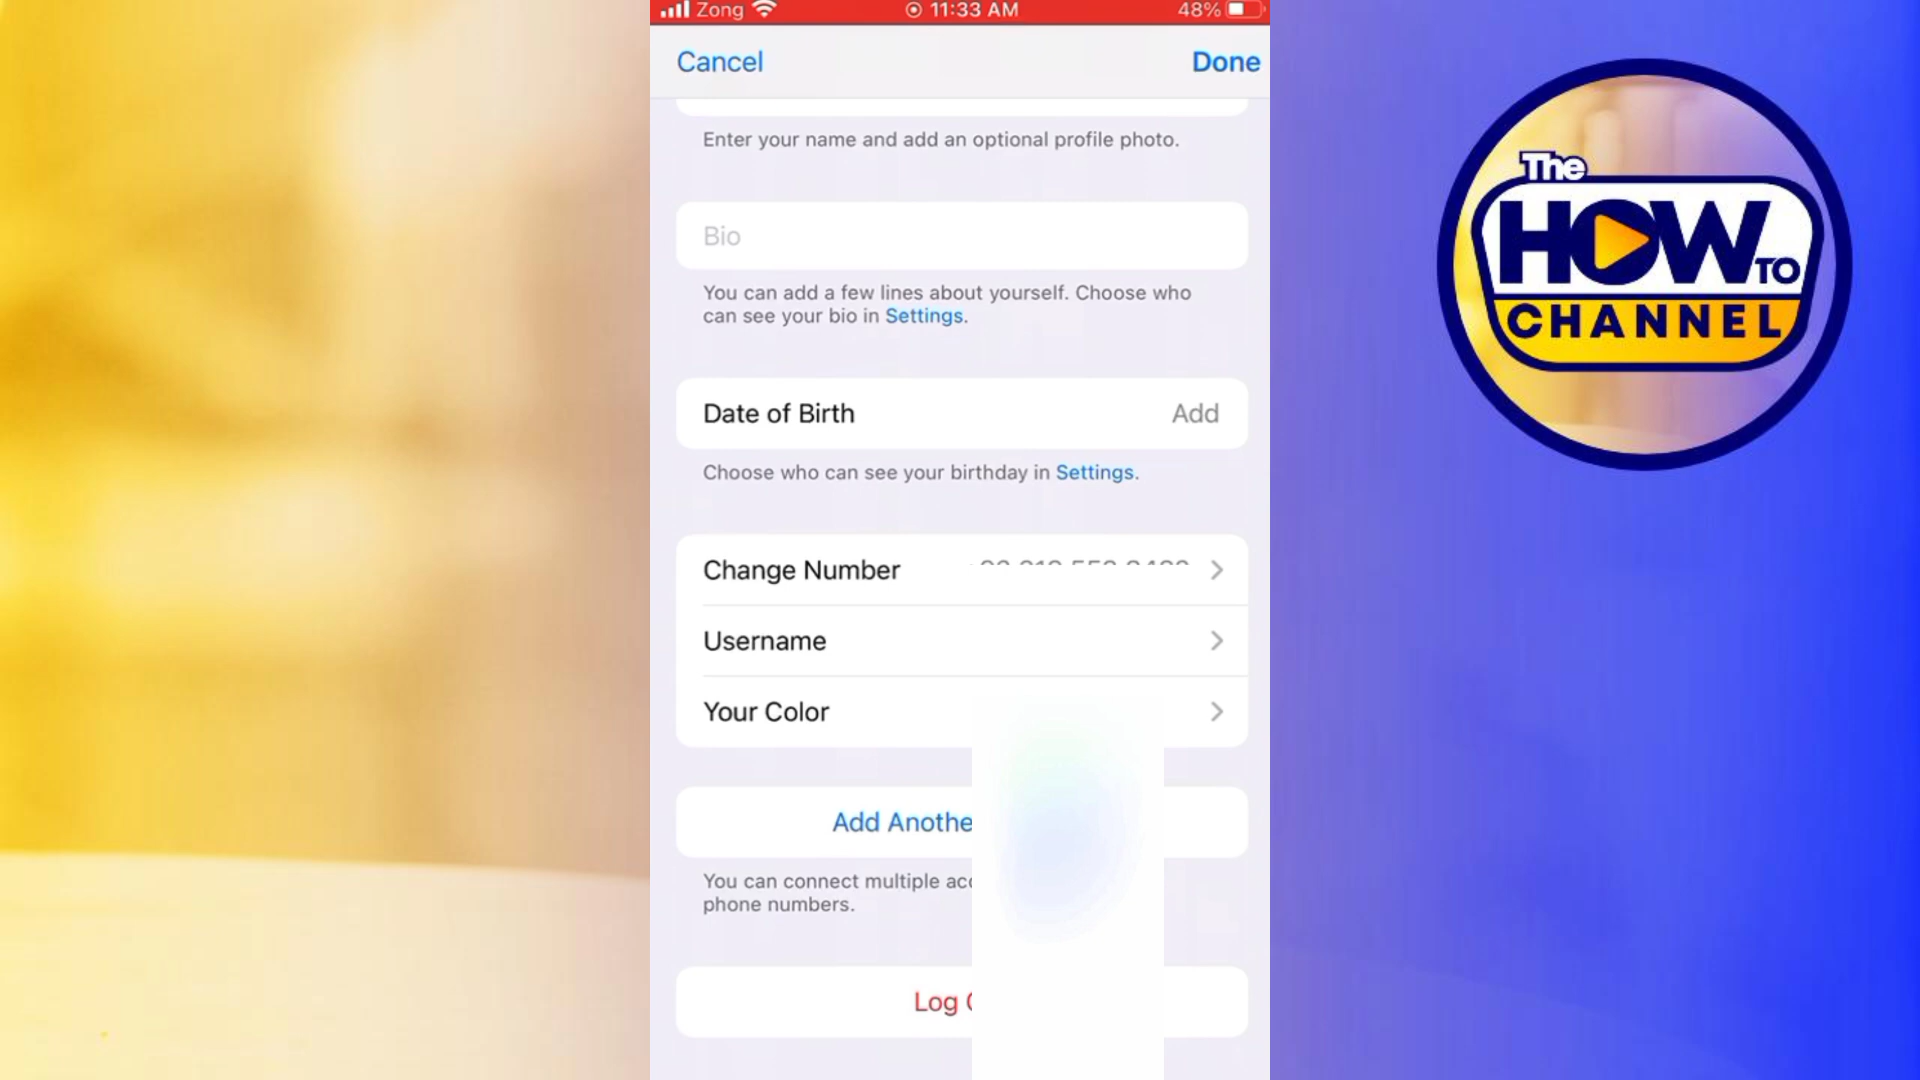 Zong 11:33 AM 48%
Cancel Done
Enter your name and add an optional profile photo.
Bio
You can add a few lines about yourself. Choose who
can see your bio in Settings.
Date of Birth Add
Choose who can see your birthday in Settings.
Change Number
Username
Your Color
Add Anothe
You can connect multiple acc
phone numbers.
Log
The
HOW TO
CHANNEL